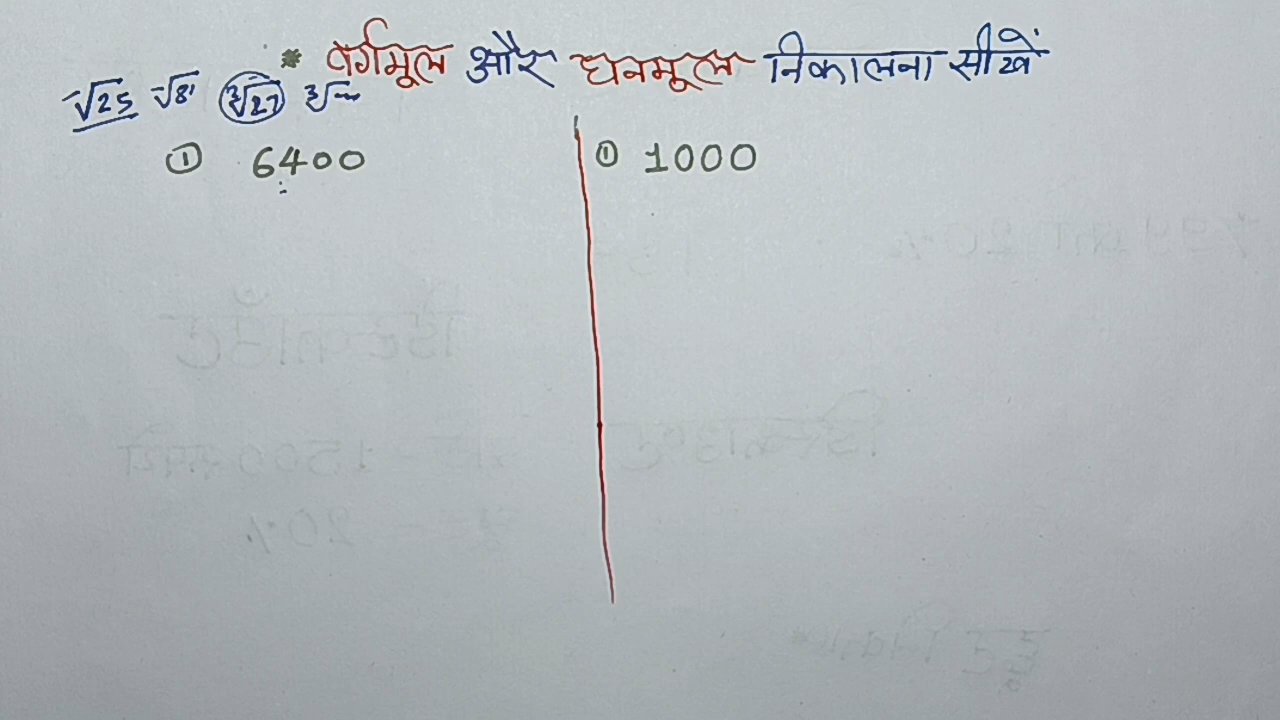 * वर्गमूल और घनमूल निकालना सीखें
√25 √81 ∛27 ∛
① 6400
① 1000